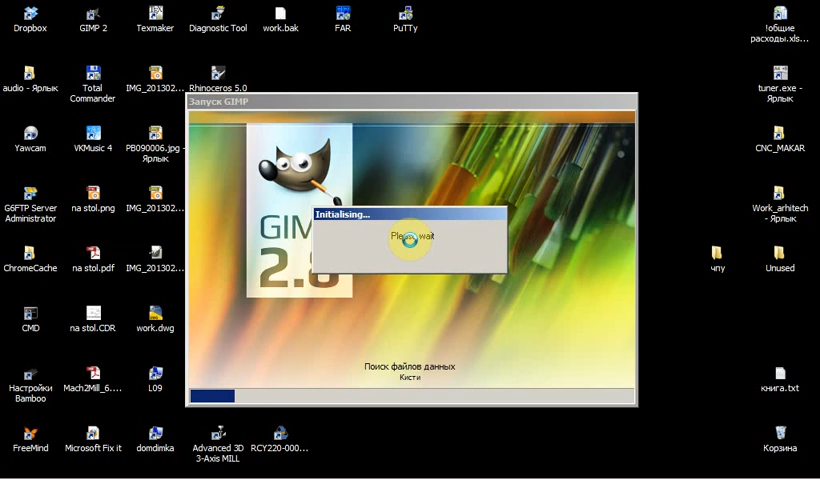 Dropbox
GIMP 2
Texmaker
Diagnostic Tool
work.bak
FAR
PuTTy
!общие
расходы.xls...
audio - Ярлык
Total
Commander
IMG_201302...
Rhinoceros 5.0
tuner.exe -
Ярлык
Запуск GIMP
Yawcam
VKMusic 4
PB090006.jpg -
Ярлык
CNC_MAKAR
G6FTP Server
Administrator
na stol.png
IMG_201302...
Work_arhitech
- Ярлык
GIM
2.8
Initialising...
Please wait
ChromeCache
na stol.pdf
IMG_201302...
чпу
Unused
CMD
na stol.CDR
work.dwg
Поиск файлов данных
Кисти
Настройки
Bamboo
Mach2Mill_6....
L09
книга.txt
FreeMind
Microsoft Fix it
domdimka
Advanced 3D
3-Axis MILL
RCY220-000...
Корзина